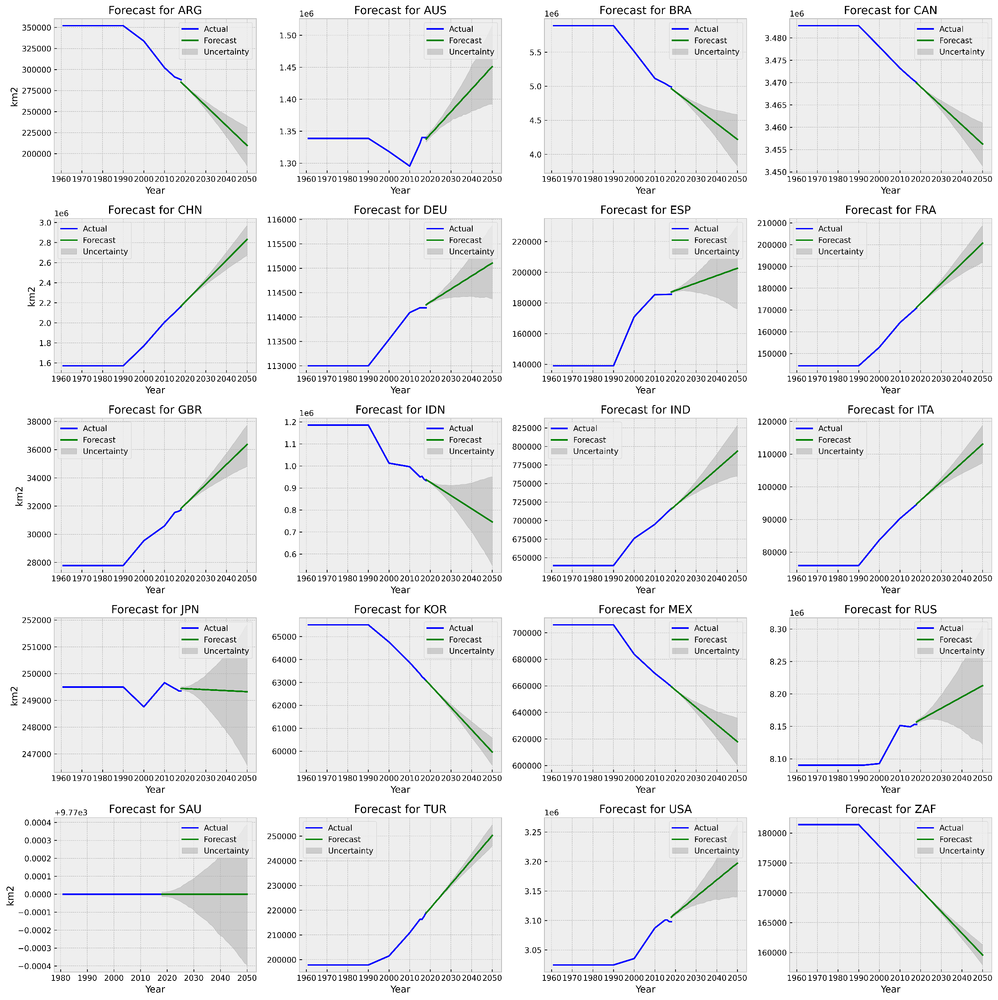 Forecast for ARG
350000
325000
300000
275000
250000
225000
200000
km2
1960 1970 1980 1990 2000 2010 2020 2030 2040 2050
Year
Actual
Forecast
Uncertainty
Forecast for AUS
1e6
1.50
1.45
1.40
1.35
1.30
1960 1970 1980 1990 2000 2010 2020 2030 2040 2050
Year
Actual
Forecast
Uncertainty
Forecast for BRA
1e6
5.5
5.0
4.5
4.0
1960 1970 1980 1990 2000 2010 2020 2030 2040 2050
Year
Actual
Forecast
Uncertainty
Forecast for CAN
1e6
3.480
3.475
3.470
3.465
3.460
3.455
3.450
1960 1970 1980 1990 2000 2010 2020 2030 2040 2050
Year
Actual
Forecast
Uncertainty
Forecast for CHN
1e6
3.0
2.8
2.6
2.4
2.2
2.0
1.8
1.6
km2
1960 1970 1980 1990 2000 2010 2020 2030 2040 2050
Year
Actual
Forecast
Uncertainty
Forecast for DEU
116000
115500
115000
114500
114000
113500
113000
1960 1970 1980 1990 2000 2010 2020 2030 2040 2050
Year
Actual
Forecast
Uncertainty
Forecast for ESP
220000
200000
180000
160000
140000
1960 1970 1980 1990 2000 2010 2020 2030 2040 2050
Year
Actual
Forecast
Uncertainty
Forecast for FRA
210000
200000
190000
180000
170000
160000
150000
1960 1970 1980 1990 2000 2010 2020 2030 2040 2050
Year
Actual
Forecast
Uncertainty
Forecast for GBR
38000
36000
34000
32000
30000
28000
km2
1960 1970 1980 1990 2000 2010 2020 2030 2040 2050
Year
Actual
Forecast
Uncertainty
Forecast for IDN
1e6
1.2
1.1
1.0
0.9
0.8
0.7
0.6
1960 1970 1980 1990 2000 2010 2020 2030 2040 2050
Year
Actual
Forecast
Uncertainty
Forecast for IND
825000
800000
775000
750000
725000
700000
675000
650000
1960 1970 1980 1990 2000 2010 2020 2030 2040 2050
Year
Actual
Forecast
Uncertainty
Forecast for ITA
120000
110000
100000
90000
80000
1960 1970 1980 1990 2000 2010 2020 2030 2040 2050
Year
Actual
Forecast
Uncertainty
Forecast for JPN
252000
251000
250000
249000
248000
247000
km2
1960 1970 1980 1990 2000 2010 2020 2030 2040 2050
Year
Actual
Forecast
Uncertainty
Forecast for KOR
65000
64000
63000
62000
61000
60000
1960 1970 1980 1990 2000 2010 2020 2030 2040 2050
Year
Actual
Forecast
Uncertainty
Forecast for MEX
700000
680000
660000
640000
620000
600000
1960 1970 1980 1990 2000 2010 2020 2030 2040 2050
Year
Actual
Forecast
Uncertainty
Forecast for RUS
1e6
8.30
8.25
8.20
8.15
8.10
1960 1970 1980 1990 2000 2010 2020 2030 2040 2050
Year
Actual
Forecast
Uncertainty
Forecast for SAU
+9.77e3
0.0004
0.0003
0.0002
0.0001
0.0000
−0.0001
−0.0002
−0.0003
−0.0004
km2
1980 1990 2000 2010 2020 2030 2040 2050
Year
Actual
Forecast
Uncertainty
Forecast for TUR
250000
240000
230000
220000
210000
200000
1960 1970 1980 1990 2000 2010 2020 2030 2040 2050
Year
Actual
Forecast
Uncertainty
Forecast for USA
1e6
3.25
3.20
3.15
3.10
3.05
1960 1970 1980 1990 2000 2010 2020 2030 2040 2050
Year
Actual
Forecast
Uncertainty
Forecast for ZAF
180000
175000
170000
165000
160000
1960 1970 1980 1990 2000 2010 2020 2030 2040 2050
Year
Actual
Forecast
Uncertainty